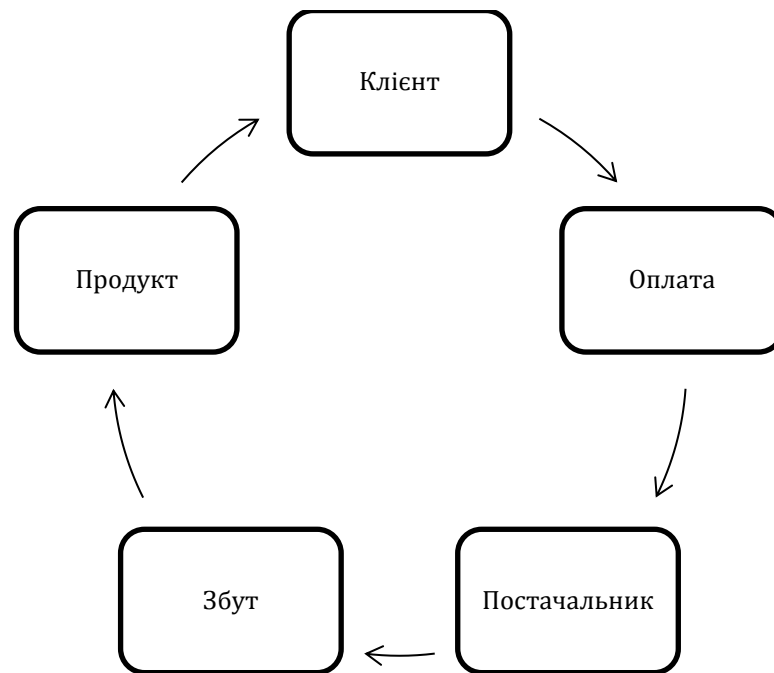 Клієнт
Оплата
Постачальник
Збут
Продукт